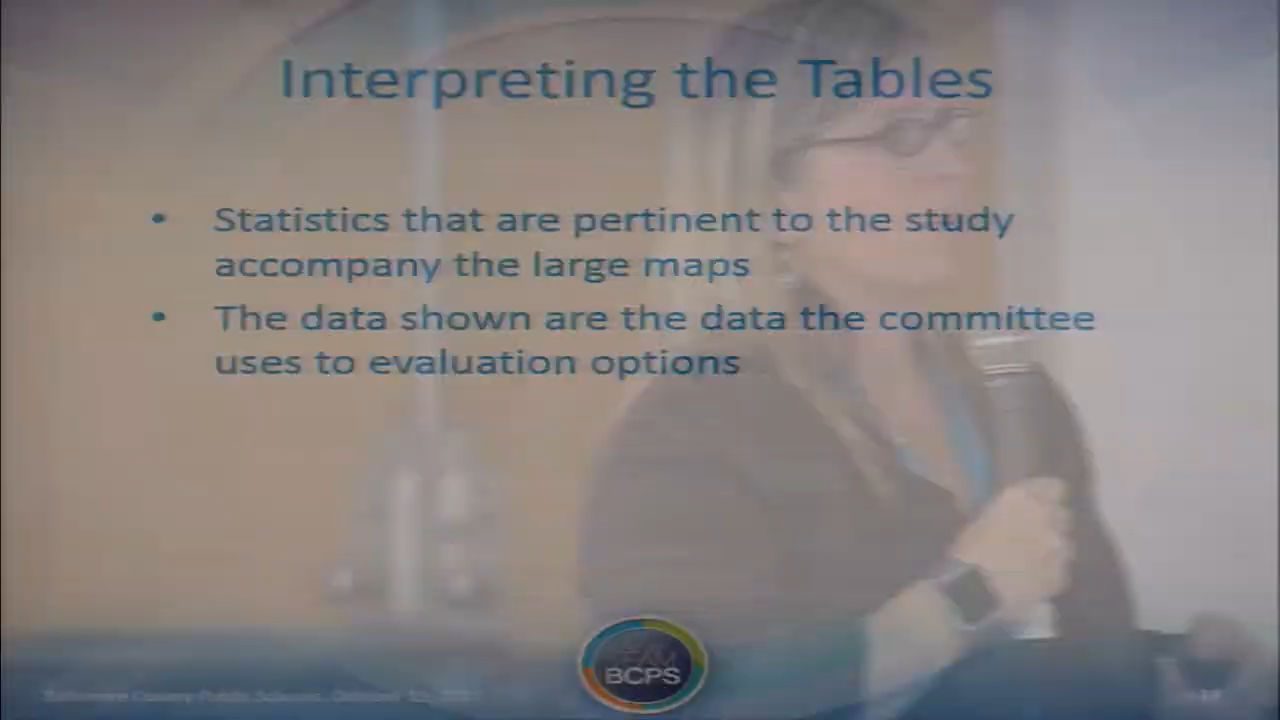 Interpreting the Tables
• Statistics that are pertinent to the study
accompany the large maps
• The data shown are the data the committee
uses to evaluation options
BCPS